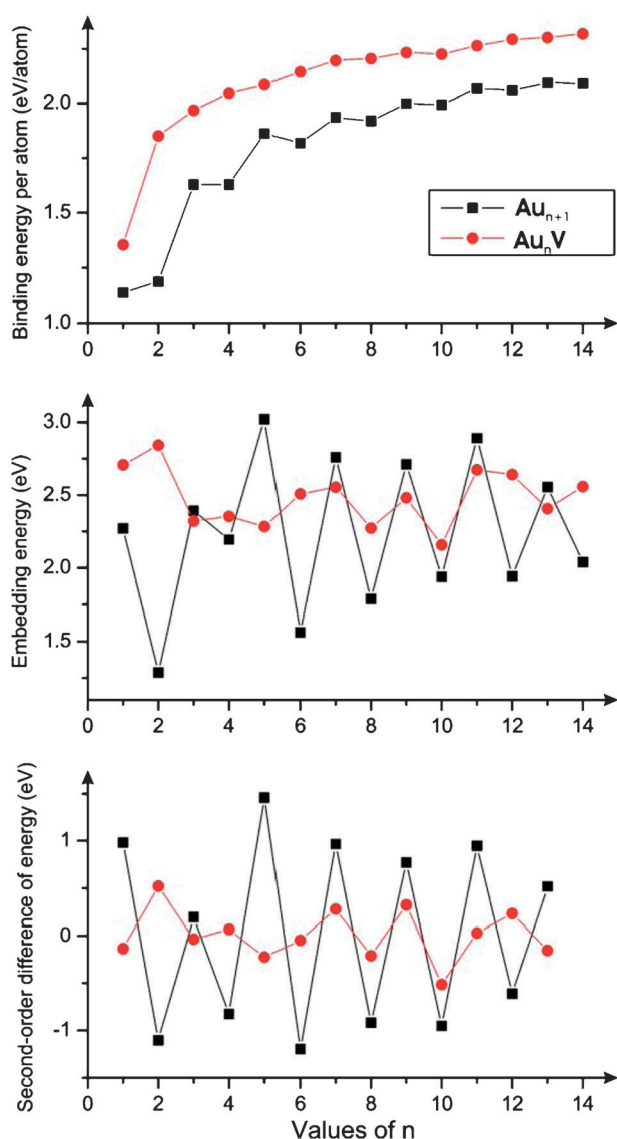 Binding energy per atom (eV/atom)
2.0
1.5
1.0
0 2 4 6 8 10 12 14
Au n+1
Au n V
Embedding energy (eV)
3.0
2.5
2.0
1.5
0 2 4 6 8 10 12 14
Second-order difference of energy (eV)
1
0
-1
0 2 4 6 8 10 12 14
Values of n